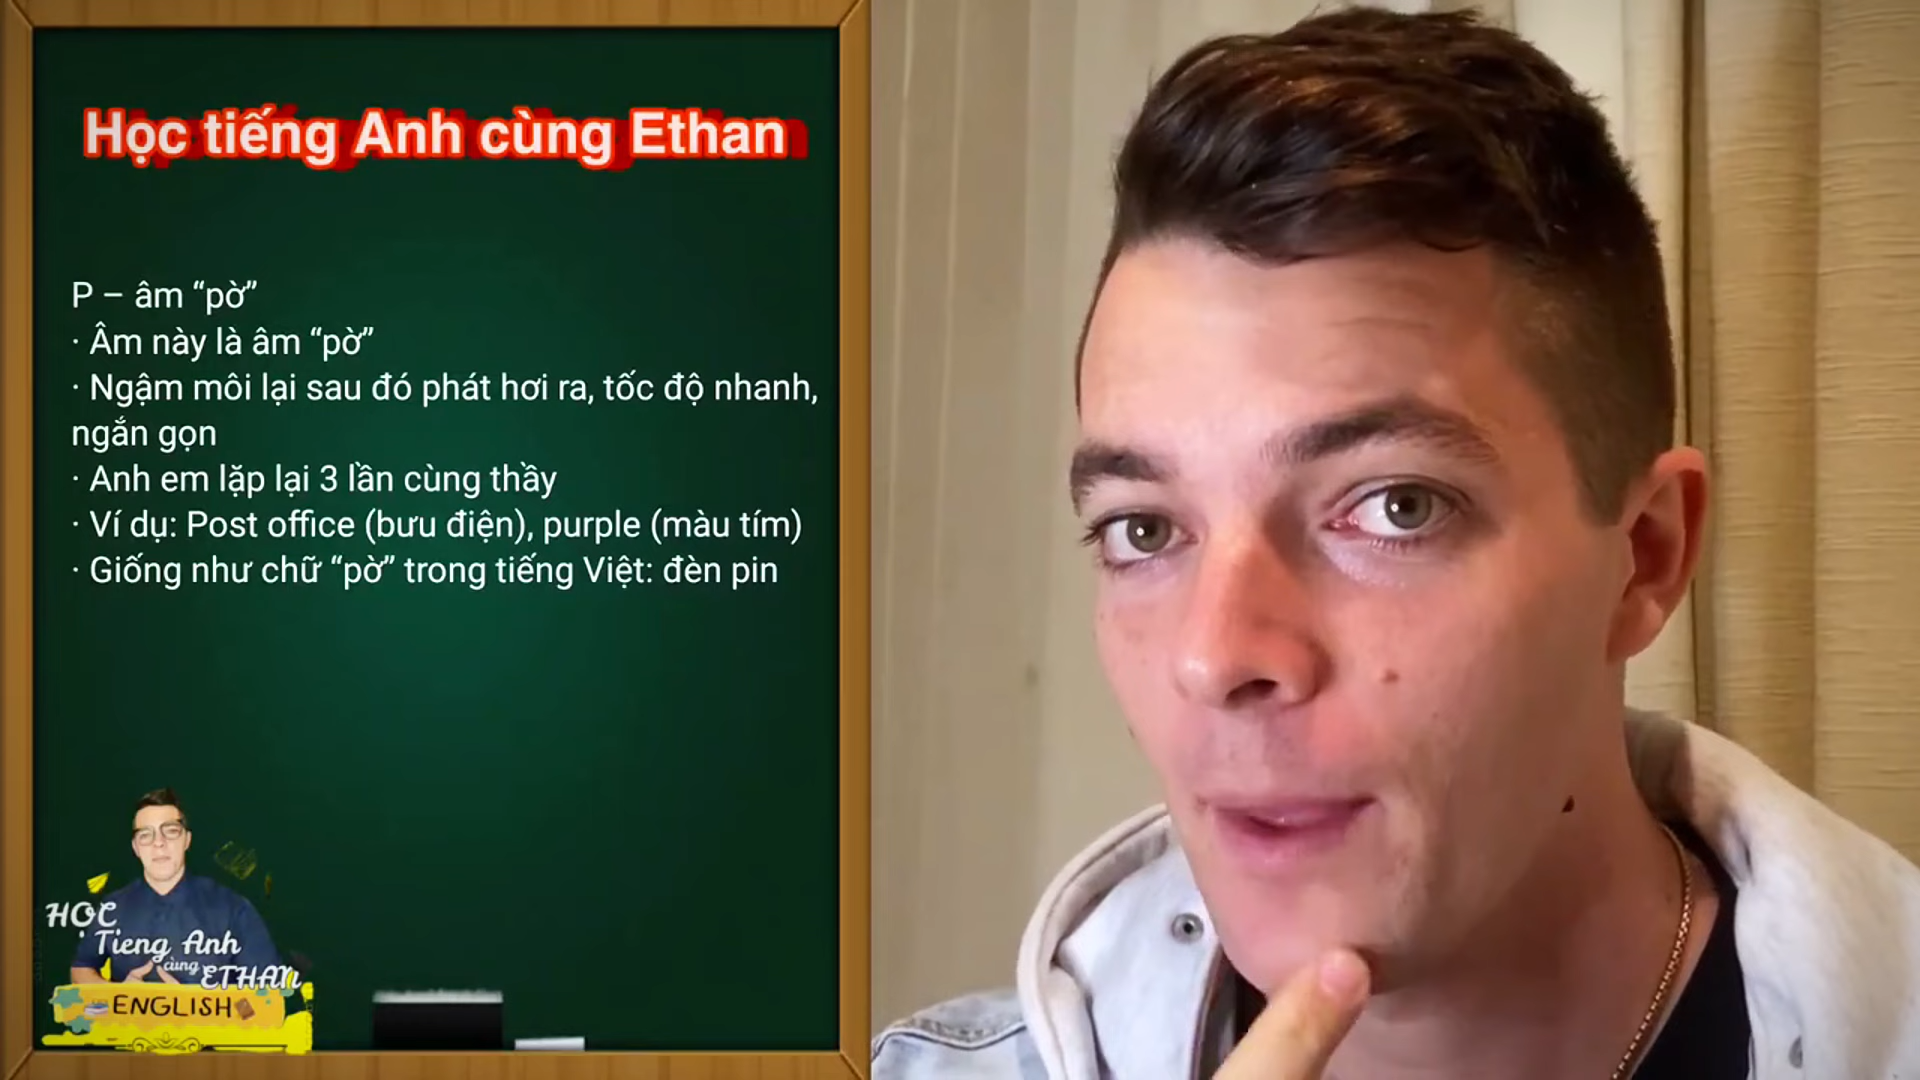 Học tiếng Anh cùng Ethan
P – âm “pờ”
· Âm này là âm “pờ”
· Ngậm môi lại sau đó phát hơi ra, tốc độ nhanh,
ngắn gọn
· Anh em lặp lại 3 lần cùng thầy
· Ví dụ: Post office (bưu điện), purple (màu tím)
· Giống như chữ “pờ” trong tiếng Việt: đèn pin
HỌC
Tieng Anh
cùng
ETHAN
ENGLISH